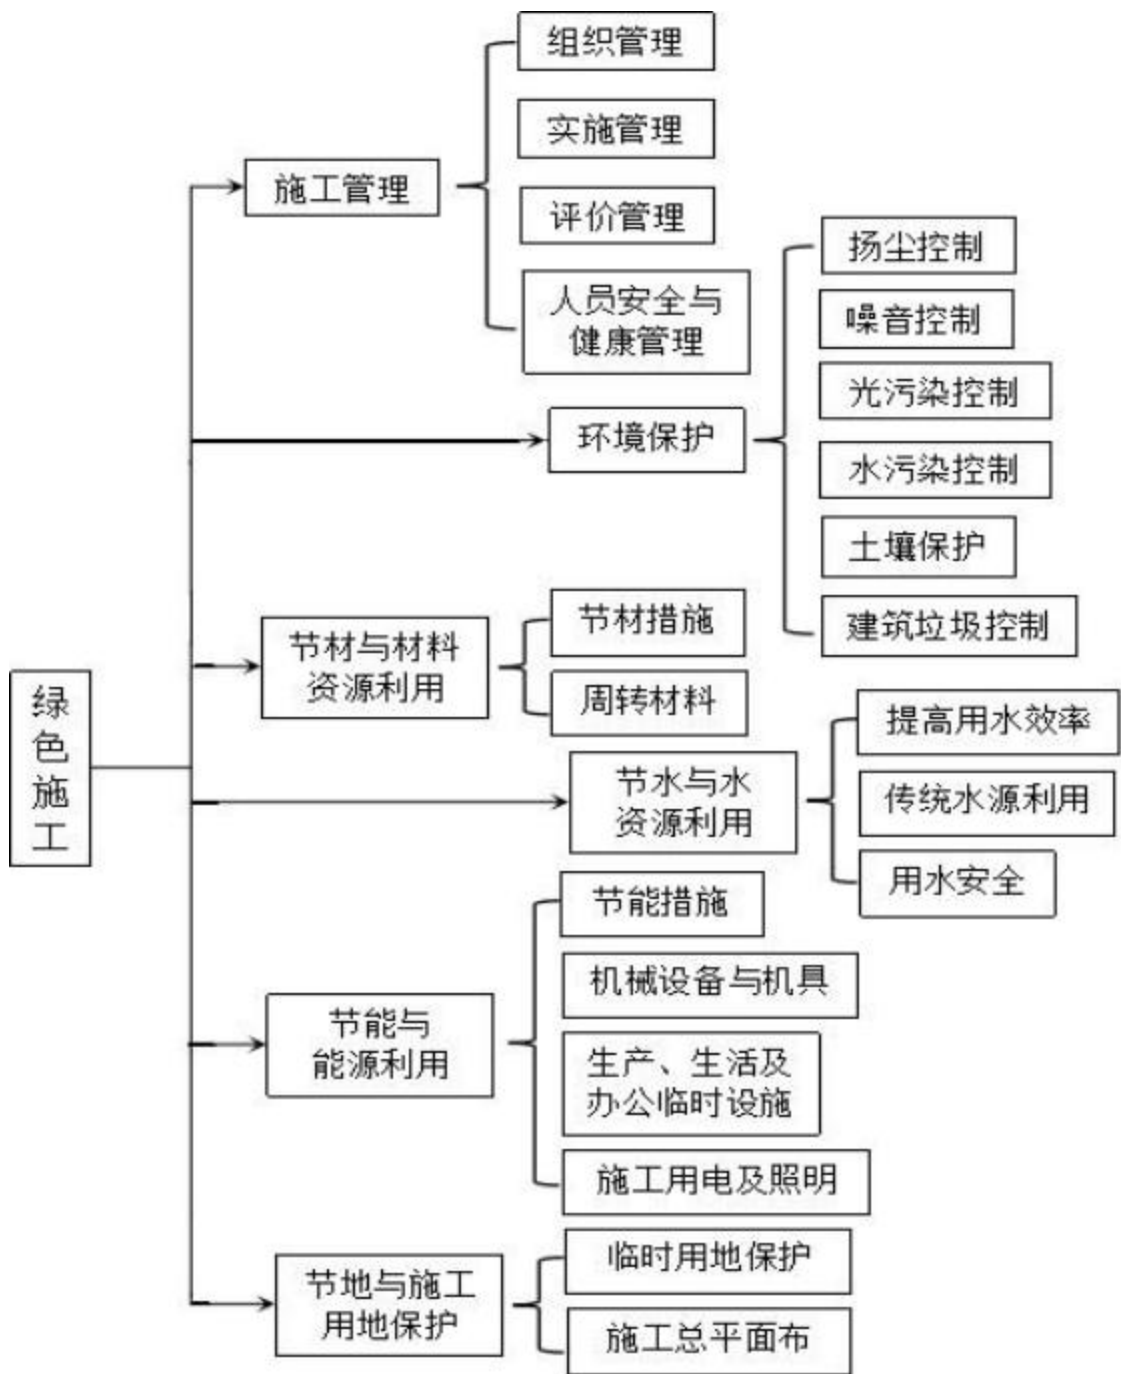 组织管理
实施管理
施工管理
评价管理
人员安全与
健康管理
扬尘控制
噪音控制
光污染控制
环境保护
水污染控制
土壤保护
建筑垃圾控制
节材措施
节材与材料
资源利用
周转材料
绿
色
施
工
提高用水效率
节水与水
资源利用
传统水源利用
用水安全
节能措施
机械设备与机具
节能与
能源利用
生产、生活及
办公临时设施
施工用电及照明
临时用地保护
节地与施工
用地保护
施工总平面布